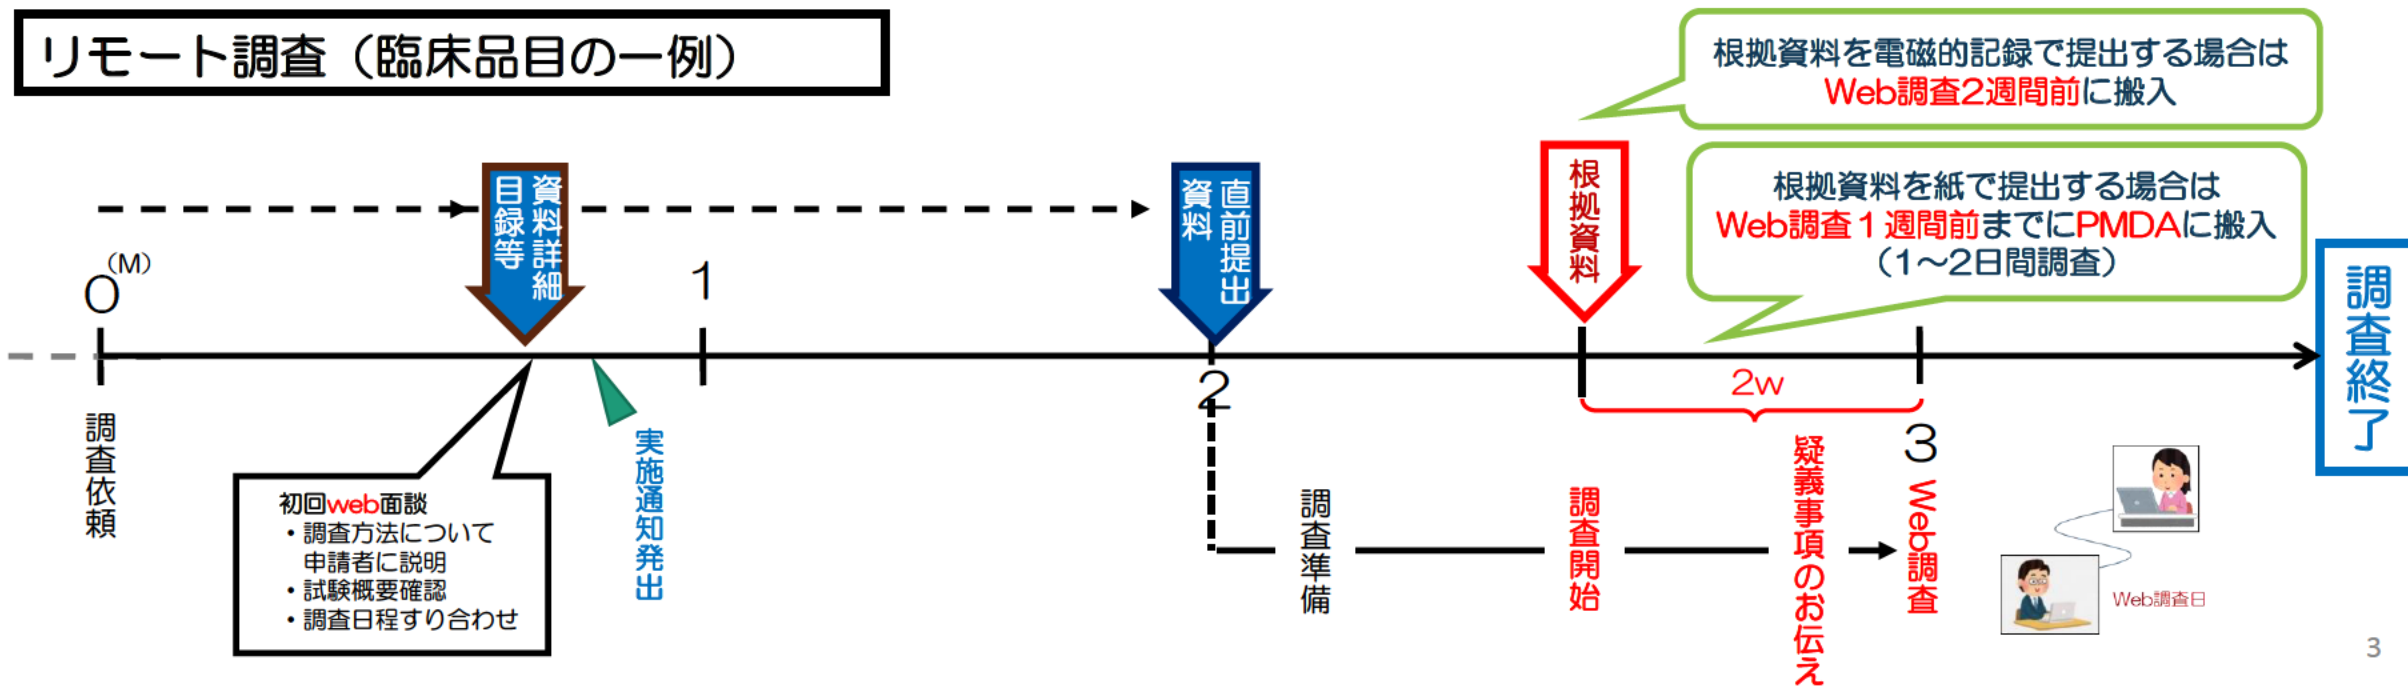 リモート調査（臨床品目の一例）
根拠資料を電磁的記録で提出する場合は
Web調査2週間前に搬入
根拠資料を紙で提出する場合は
Web調査１週間前までにPMDAに搬入
（1～2日間調査）
資料詳細
目録等
直前提出
資料
根拠資料
0（M）
1
2
2w
3
調査終了
調査依頼
初回web面談
・調査方法について
申請者に説明
・試験概要確認
・調査日程すり合わせ
実施通知発出
調査準備
調査開始
疑義事項のお伝え
Web調査
Web調査日
3